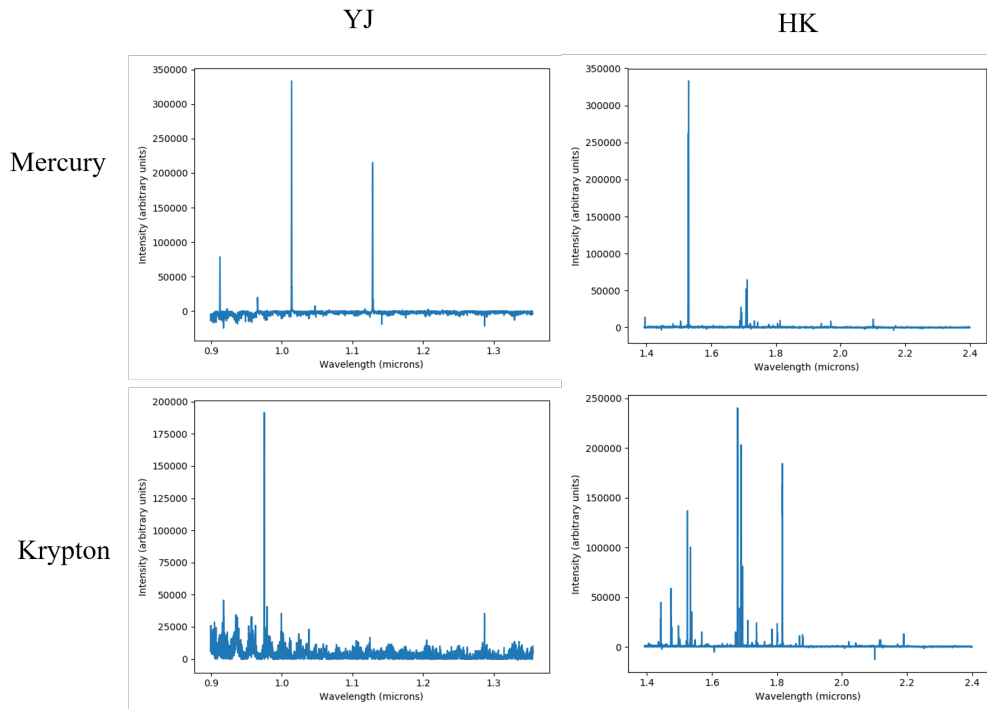 YJ
HK
Mercury
Krypton
350000
300000
250000
200000
150000
100000
50000
0
Intensity (arbitrary units)
0.9 1.0 1.1 1.2 1.3
Wavelength (microns)
350000
300000
250000
200000
150000
100000
50000
0
Intensity (arbitrary units)
1.4 1.6 1.8 2.0 2.2 2.4
Wavelength (microns)
200000
175000
150000
125000
100000
75000
50000
25000
0
Intensity (arbitrary units)
0.9 1.0 1.1 1.2 1.3
Wavelength (microns)
250000
200000
150000
100000
50000
0
Intensity (arbitrary units)
1.4 1.6 1.8 2.0 2.2 2.4
Wavelength (microns)